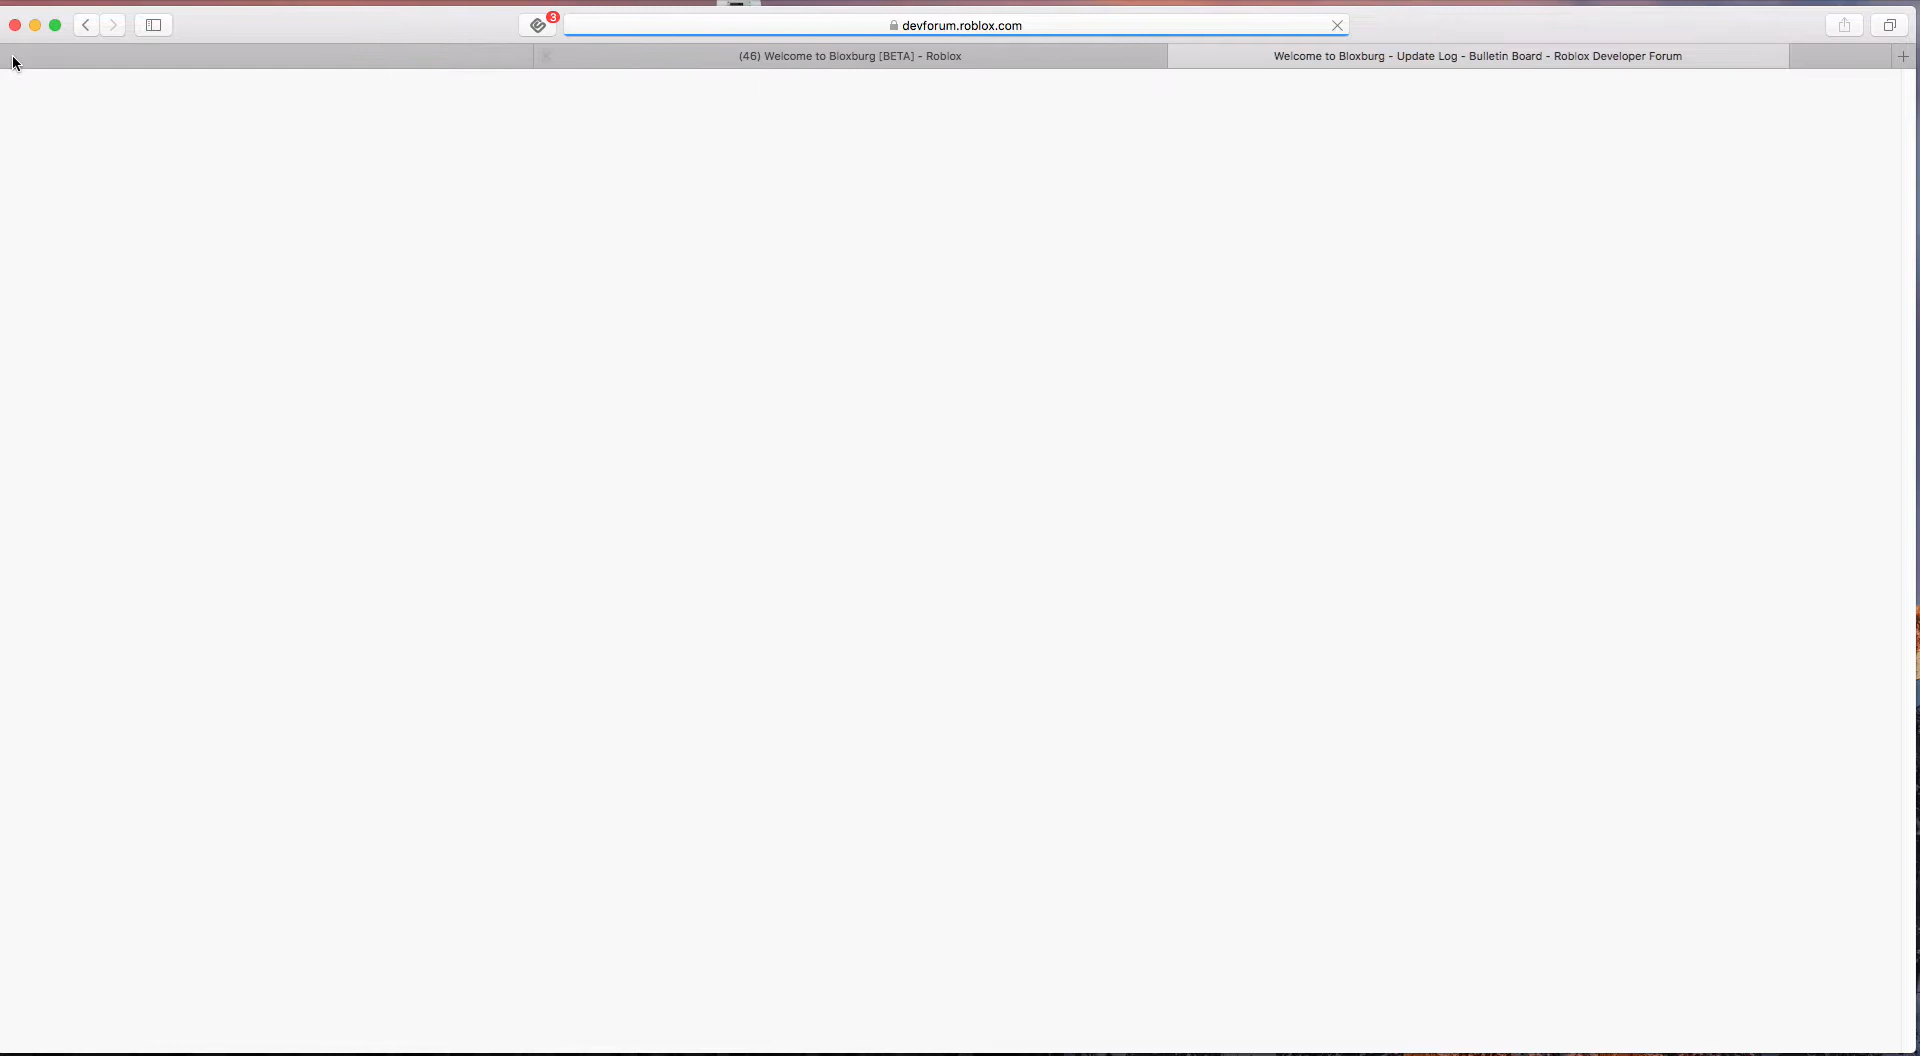 3
devforum.roblox.com
(46) Welcome to Bloxburg [BETA] - Roblox
Welcome to Bloxburg - Update Log - Bulletin Board - Roblox Developer Forum